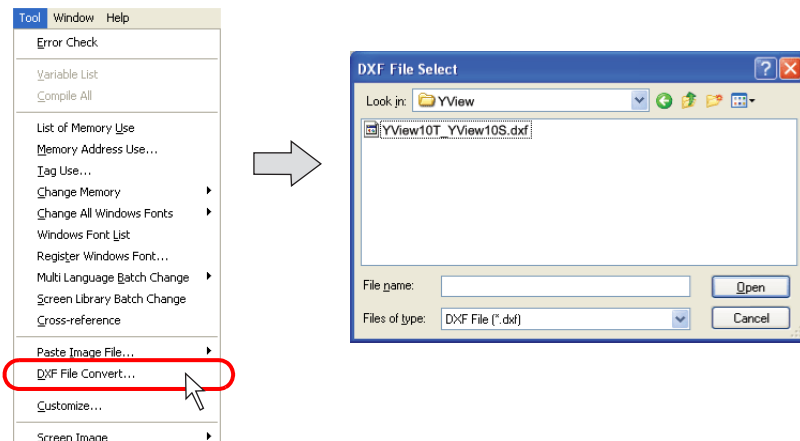 Tool Window Help
Error Check
Variable List
Compile All
List of Memory Use
Memory Address Use...
Tag Use...
Change Memory
Change All Windows Fonts
Windows Font List
Register Windows Font...
Multi Language Batch Change
Screen Library Batch Change
Cross-reference
Paste Image File...
DXF File Convert...
Customize...
Screen Image
DXF File Select
Look in: YView
YView10T_YView10S.dxf
File name:
Open
Files of type: DXF File (*.dxf)
Cancel